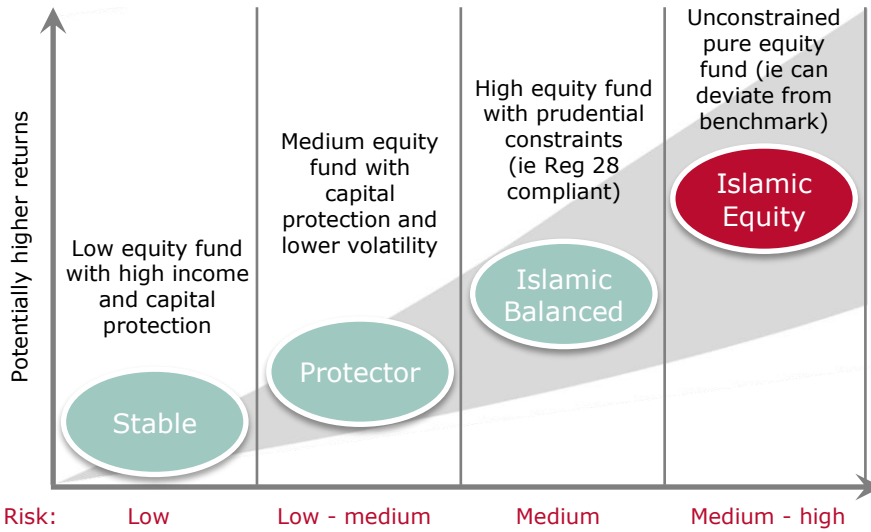 Potentially higher returns
Low equity fund
with high income
and capital
protection
Stable
Medium equity
fund with
capital
protection and
lower volatility
Protector
High equity fund
with prudential
constraints
(ie Reg 28
compliant)
Islamic
Balanced
Unconstrained
pure equity
fund (ie can
deviate from
benchmark)
Islamic
Equity
Risk: Low Low - medium Medium Medium - high